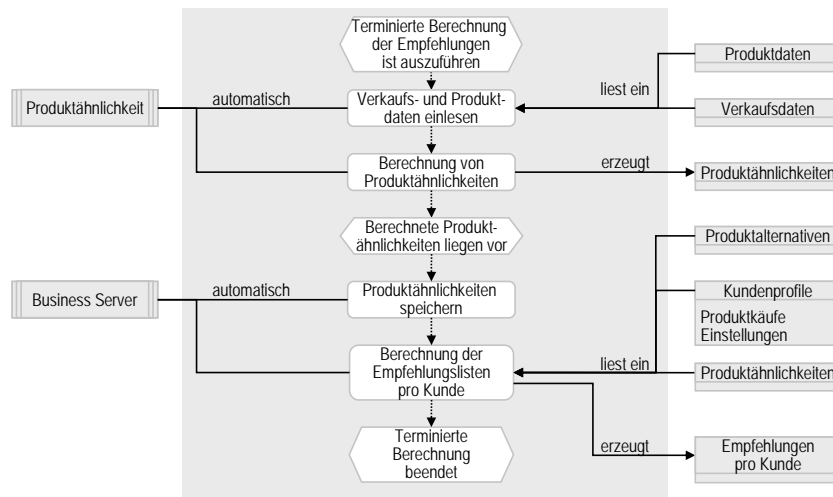 Terminierte Berechnung
der Empfehlungen
ist auszuführen
Produktdaten
liest ein
automatisch
Produktähnlichkeit
Verkaufs- und Produkt-
daten einlesen
Verkaufsdaten
Berechnung von
Produktähnlichkeiten
erzeugt
Produktähnlichkeiten
Berechnete Produkt-
ähnlichkeiten liegen vor
Produktalternativen
automatisch
Business Server
Produktähnlichkeiten
speichern
Kundenprofile
Produktkäufe
Einstellungen
Berechnung der
Empfehlungslisten
pro Kunde
liest ein
Produktähnlichkeiten
Terminierte
Berechnung
beendet
erzeugt
Empfehlungen
pro Kunde